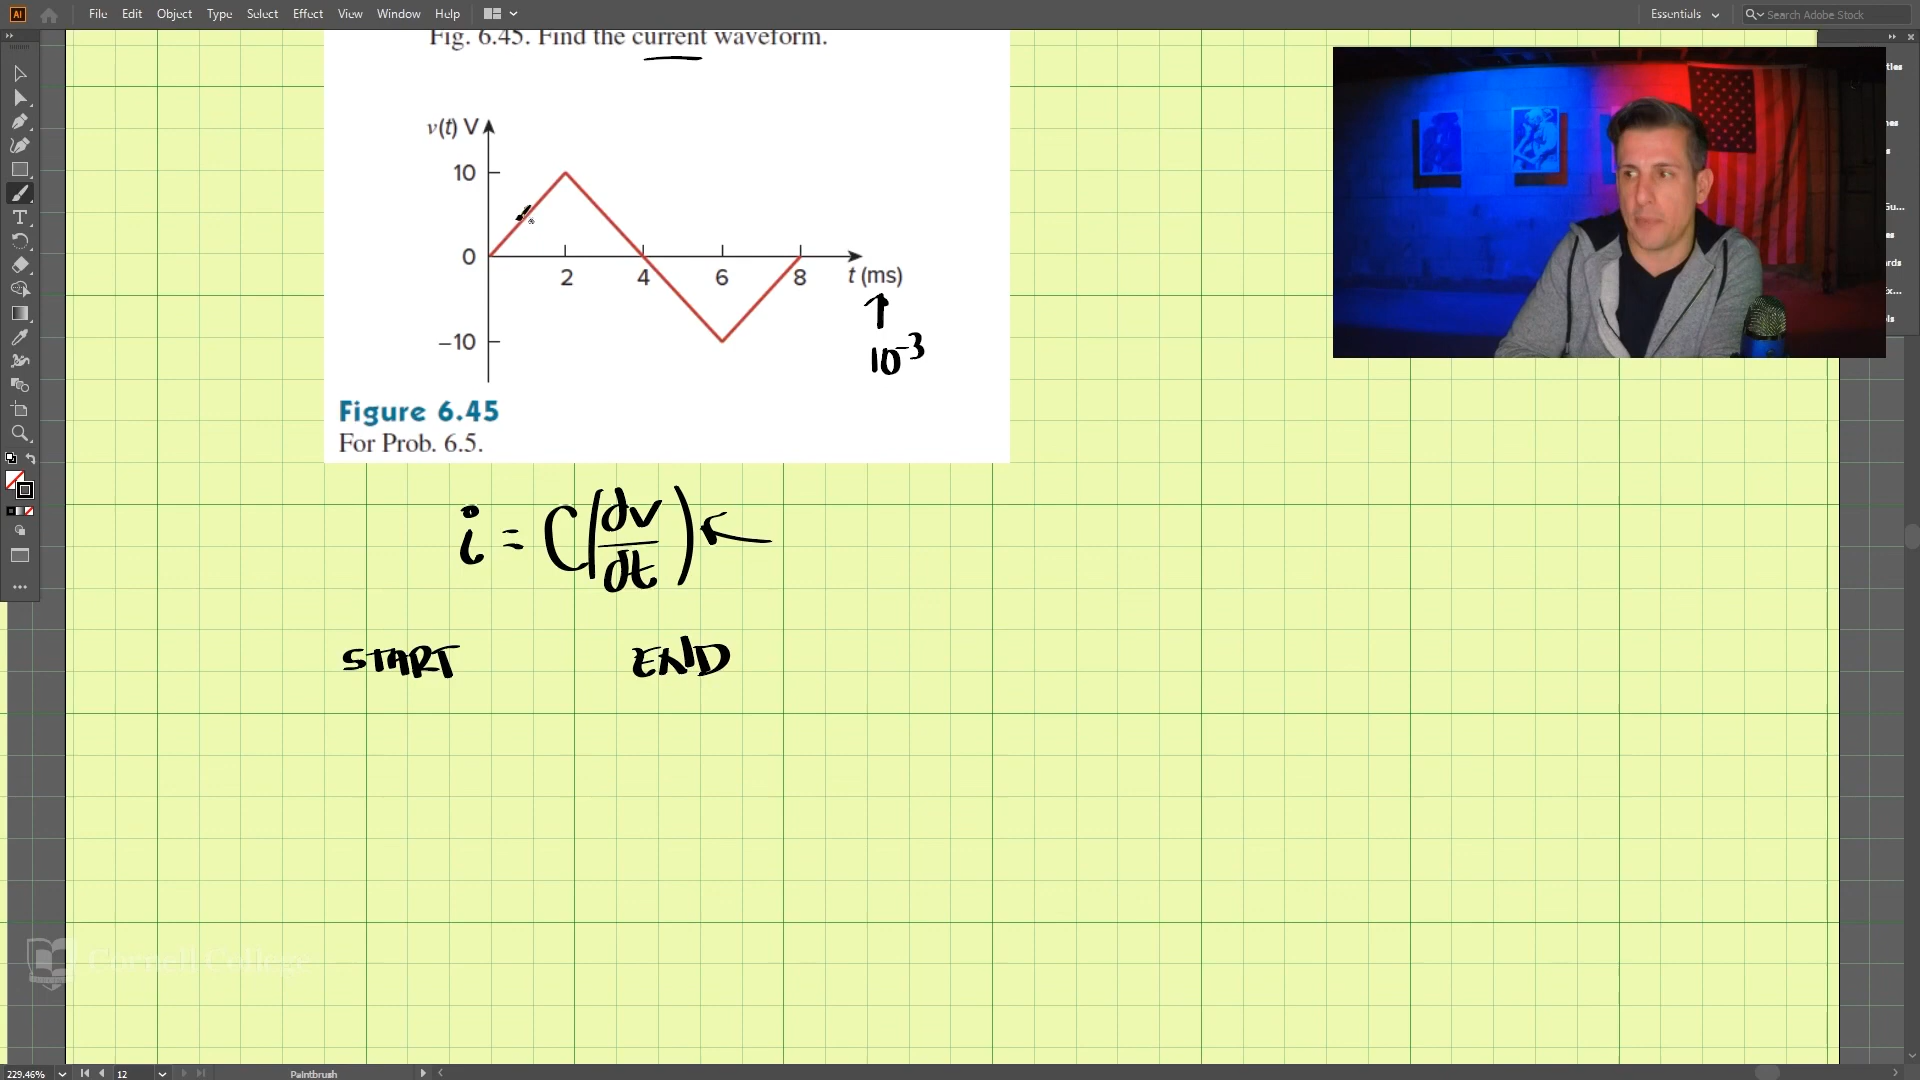 File Edit Object Type Select Effect View Window Help
Essentials
Search Adobe Stock
Fig. 6.45. Find the current waveform.
v(t) V
10
0
2 4 6 8 t (ms)
−10
10⁻³
Figure 6.45
For Prob. 6.5.
i = C(dv/dt)
START END
Cornell College
229.46% 12 Paintbrush